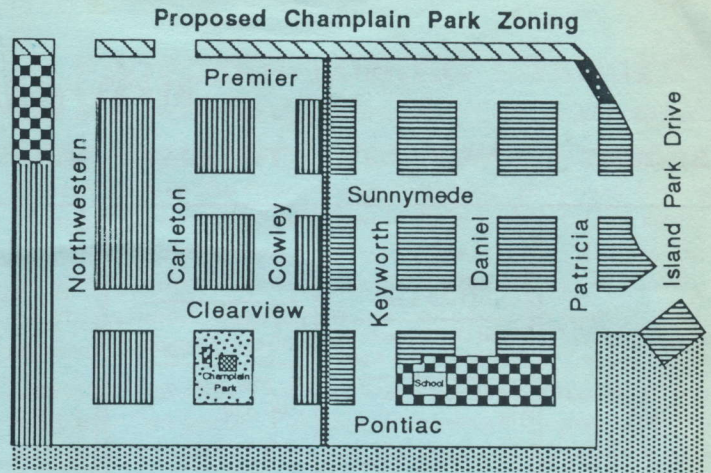 Proposed Champlain Park Zoning
Premier
Northwestern
Carleton
Cowley
Sunnymede
Keyworth
Daniel
Patricia
Island Park Drive
Clearview
Champlain
Park
School
Pontiac